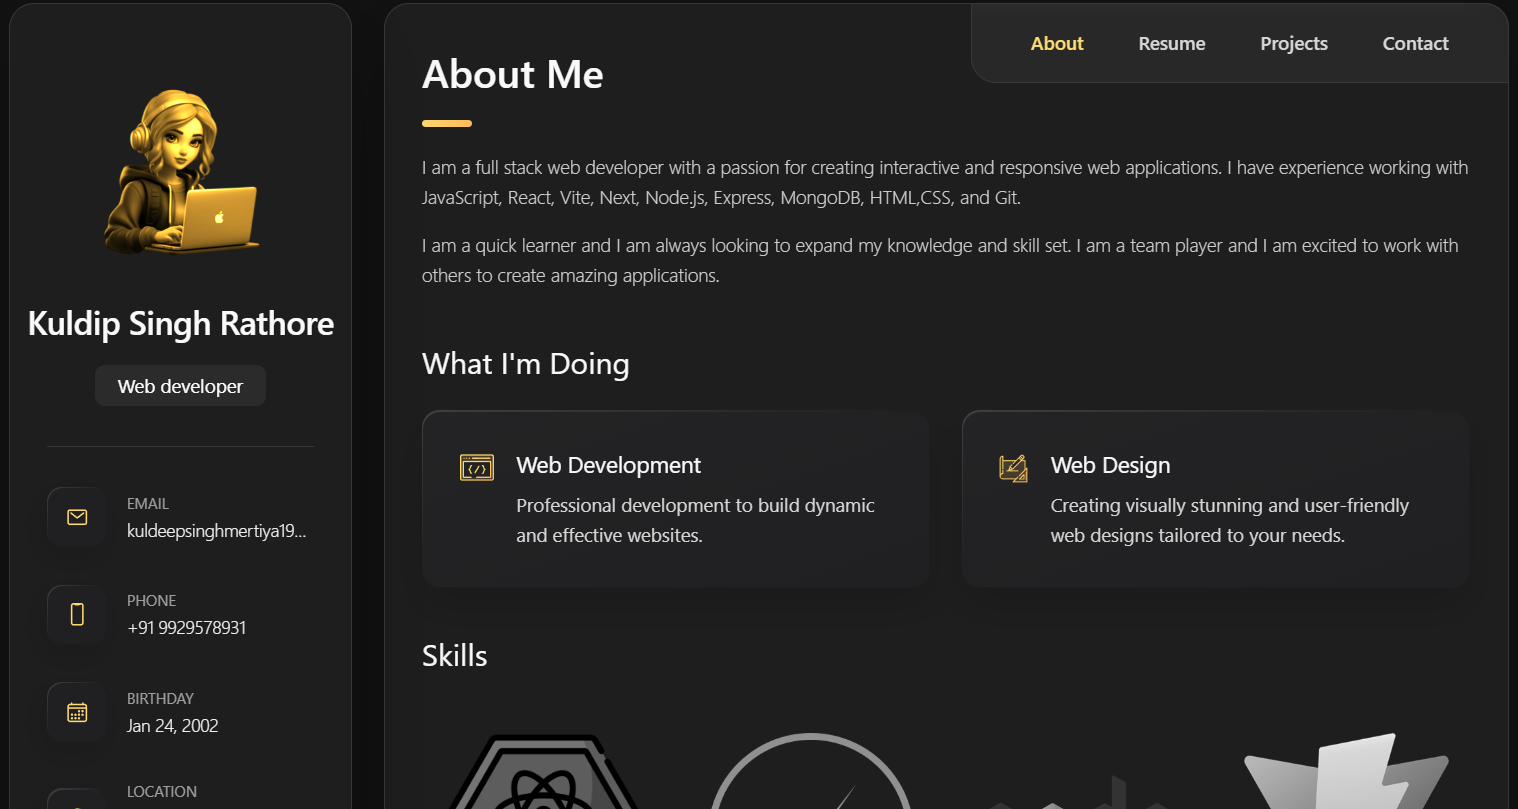 Kuldip Singh Rathore
Web developer
EMAIL
kuldeepsinghmertiya19...
PHONE
+91 9929578931
BIRTHDAY
Jan 24, 2002
LOCATION
About
Resume
Projects
Contact
About Me
I am a full stack web developer with a passion for creating interactive and responsive web applications. I have experience working with
JavaScript, React, Vite, Next, Node.js, Express, MongoDB, HTML,CSS, and Git.
I am a quick learner and I am always looking to expand my knowledge and skill set. I am a team player and I am excited to work with
others to create amazing applications.
What I'm Doing
Web Development
Professional development to build dynamic
and effective websites.
Web Design
Creating visually stunning and user-friendly
web designs tailored to your needs.
Skills